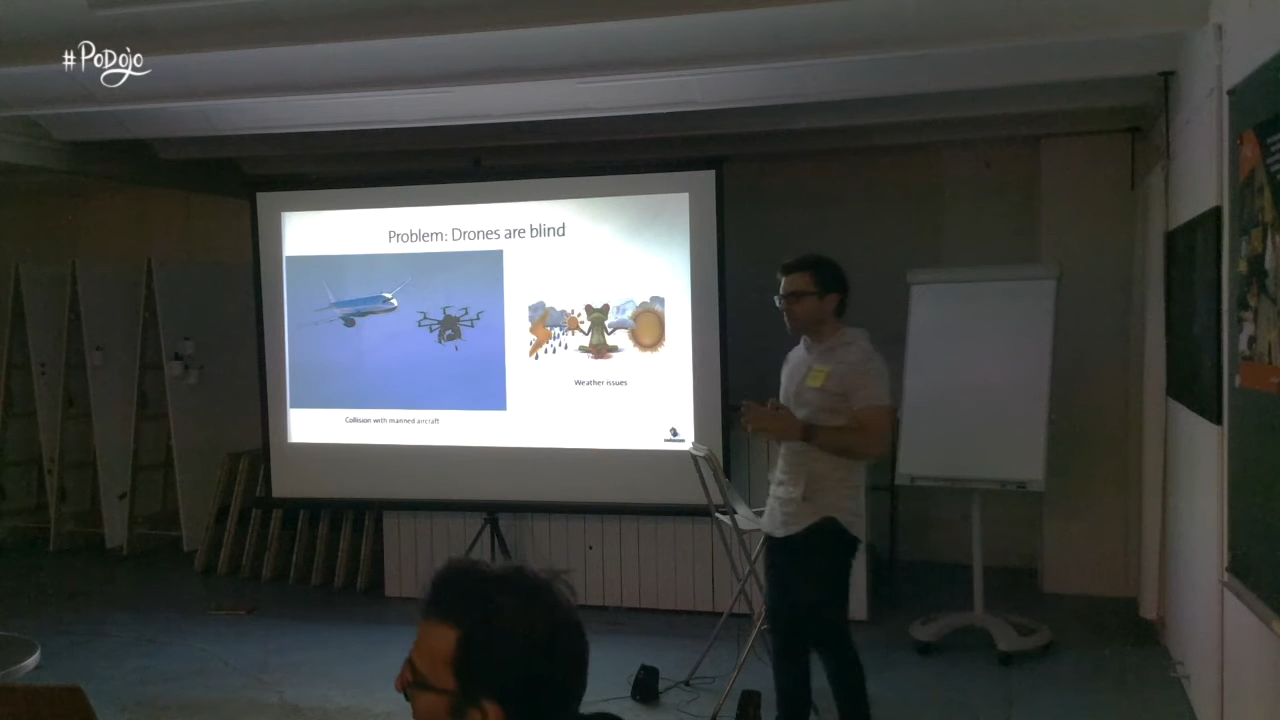 #PoDojo
Problem: Drones are blind
Weather issues
Collision with manned aircraft